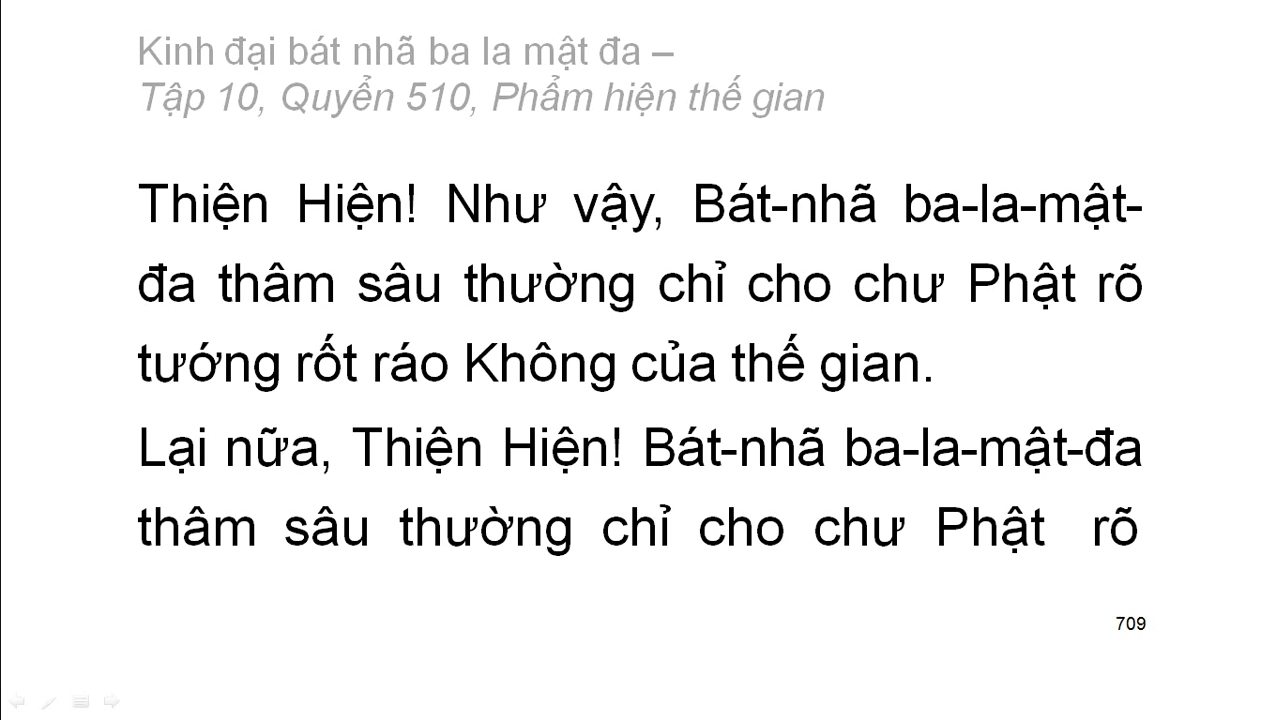 Kinh đại bát nhã ba la mật đa –
Tập 10, Quyển 510, Phẩm hiện thế gian
Thiện Hiện! Như vậy, Bát-nhã ba-la-mật-
đa thâm sâu thường chỉ cho chư Phật rõ
tướng rốt ráo Không của thế gian.
Lại nữa, Thiện Hiện! Bát-nhã ba-la-mật-đa
thâm sâu thường chỉ cho chư Phật rõ
709